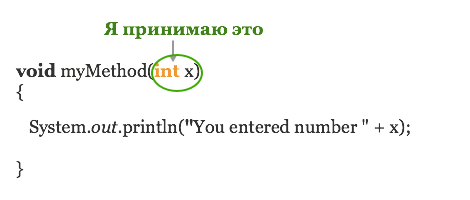 Я принимаю это
void myMethod(int x)
{
System.out.println("You entered number " + x);
}